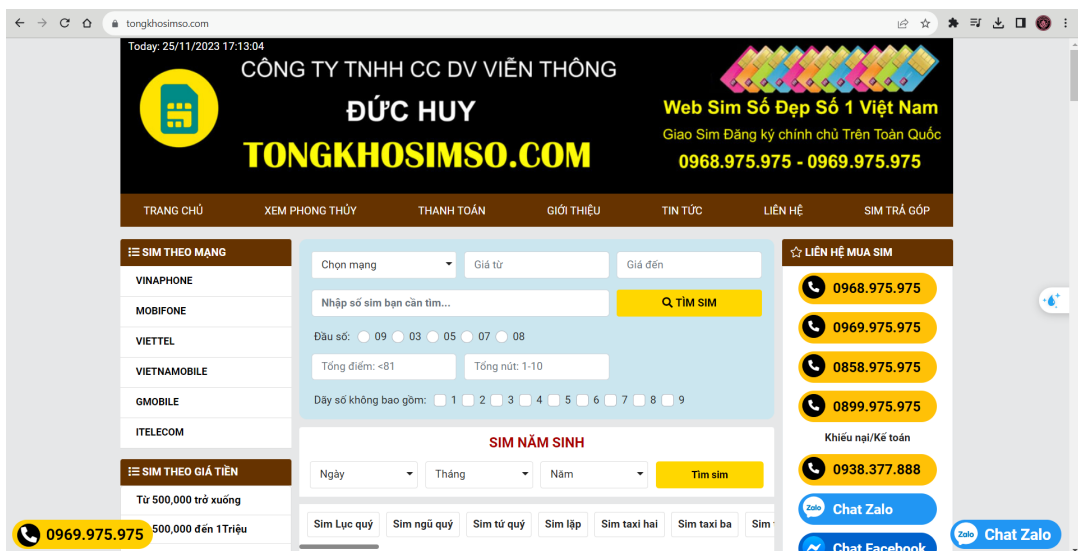 tongkhosimso.com
Today: 25/11/2023 17:13:04
CÔNG TY TNHH CC DV VIỄN THÔNG
ĐỨC HUY
TONGKHOSIMSO.COM
Web Sim Số Đẹp Số 1 Việt Nam
Giao Sim Đăng ký chính chủ Trên Toàn Quốc
0968.975.975 - 0969.975.975
TRANG CHỦ XEM PHONG THỦY THANH TOÁN GIỚI THIỆU TIN TỨC LIÊN HỆ SIM TRẢ GÓP
SIM THEO MẠNG
VINAPHONE
MOBIFONE
VIETTEL
VIETNAMOBILE
GMOBILE
ITELECOM
SIM THEO GIÁ TIỀN
Từ 500,000 trở xuống
500,000 đến 1Triệu
0969.975.975
Chọn mạng Giá từ Giá đến
Nhập số sim bạn cần tìm... TÌM SIM
Đầu số: 09 03 05 07 08
Tổng điểm: <81 Tổng nút: 1-10
Dãy số không bao gồm: 1 2 3 4 5 6 7 8 9
SIM NĂM SINH
Ngày Tháng Năm Tìm sim
Sim Lục quý Sim ngũ quý Sim tứ quý Sim lặp Sim taxi hai Sim taxi ba Sim
LIÊN HỆ MUA SIM
0968.975.975
0969.975.975
0858.975.975
0899.975.975
Khiếu nại/Kế toán
0938.377.888
Zalo Chat Zalo
Chat Facebook
Zalo Chat Zalo